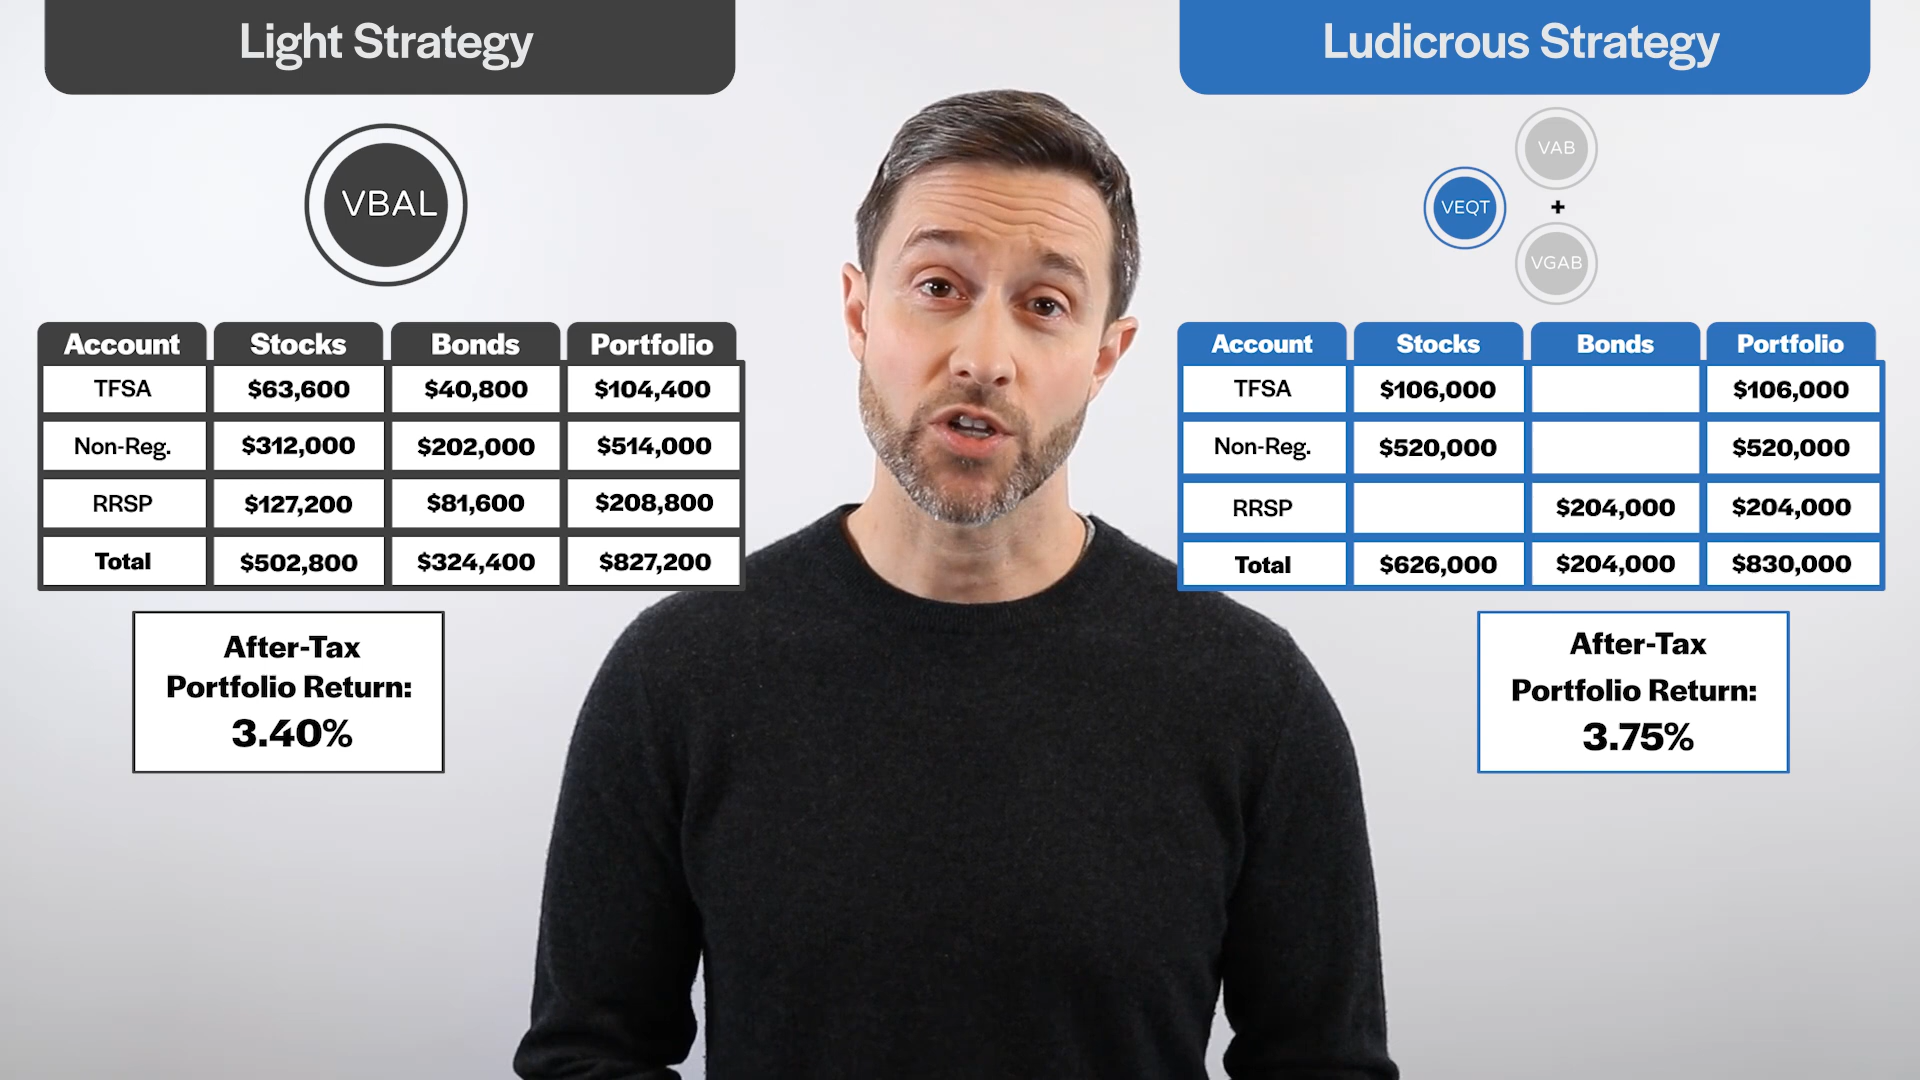 Light Strategy
VBAL
Account Stocks Bonds Portfolio
TFSA $63,600 $40,800 $104,400
Non-Reg. $312,000 $202,000 $514,000
RRSP $127,200 $81,600 $208,800
Total $502,800 $324,400 $827,200
After-Tax
Portfolio Return:
3.40%
Ludicrous Strategy
VAB
VEQT +
VGAB
Account Stocks Bonds Portfolio
TFSA $106,000 $106,000
Non-Reg. $520,000 $520,000
RRSP $204,000 $204,000
Total $626,000 $204,000 $830,000
After-Tax
Portfolio Return:
3.75%